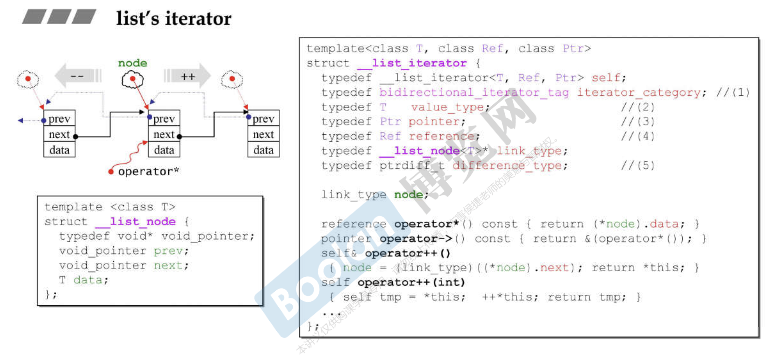 list's iterator
node
--
++
prev
next
data
prev
next
data
prev
next
data
operator*
template <class T>
struct __list_node {
typedef void* void_pointer;
void_pointer prev;
void_pointer next;
T data;
};
template<class T, class Ref, class Ptr>
struct __list_iterator {
typedef __list_iterator<T, Ref, Ptr> self;
typedef bidirectional_iterator_tag iterator_category; //(1)
typedef T value_type; //(2)
typedef Ptr pointer; //(3)
typedef Ref reference; //(4)
typedef __list_node<T>* link_type;
typedef ptrdiff_t difference_type; //(5)
link_type node;
reference operator*() const { return (*node).data; }
pointer operator->() const { return &(operator*()); }
self& operator++()
{ node = (link_type)((*node).next); return *this; }
self operator++(int)
{ self tmp = *this; ++*this; return tmp; }
...
};
Boolan
博览网